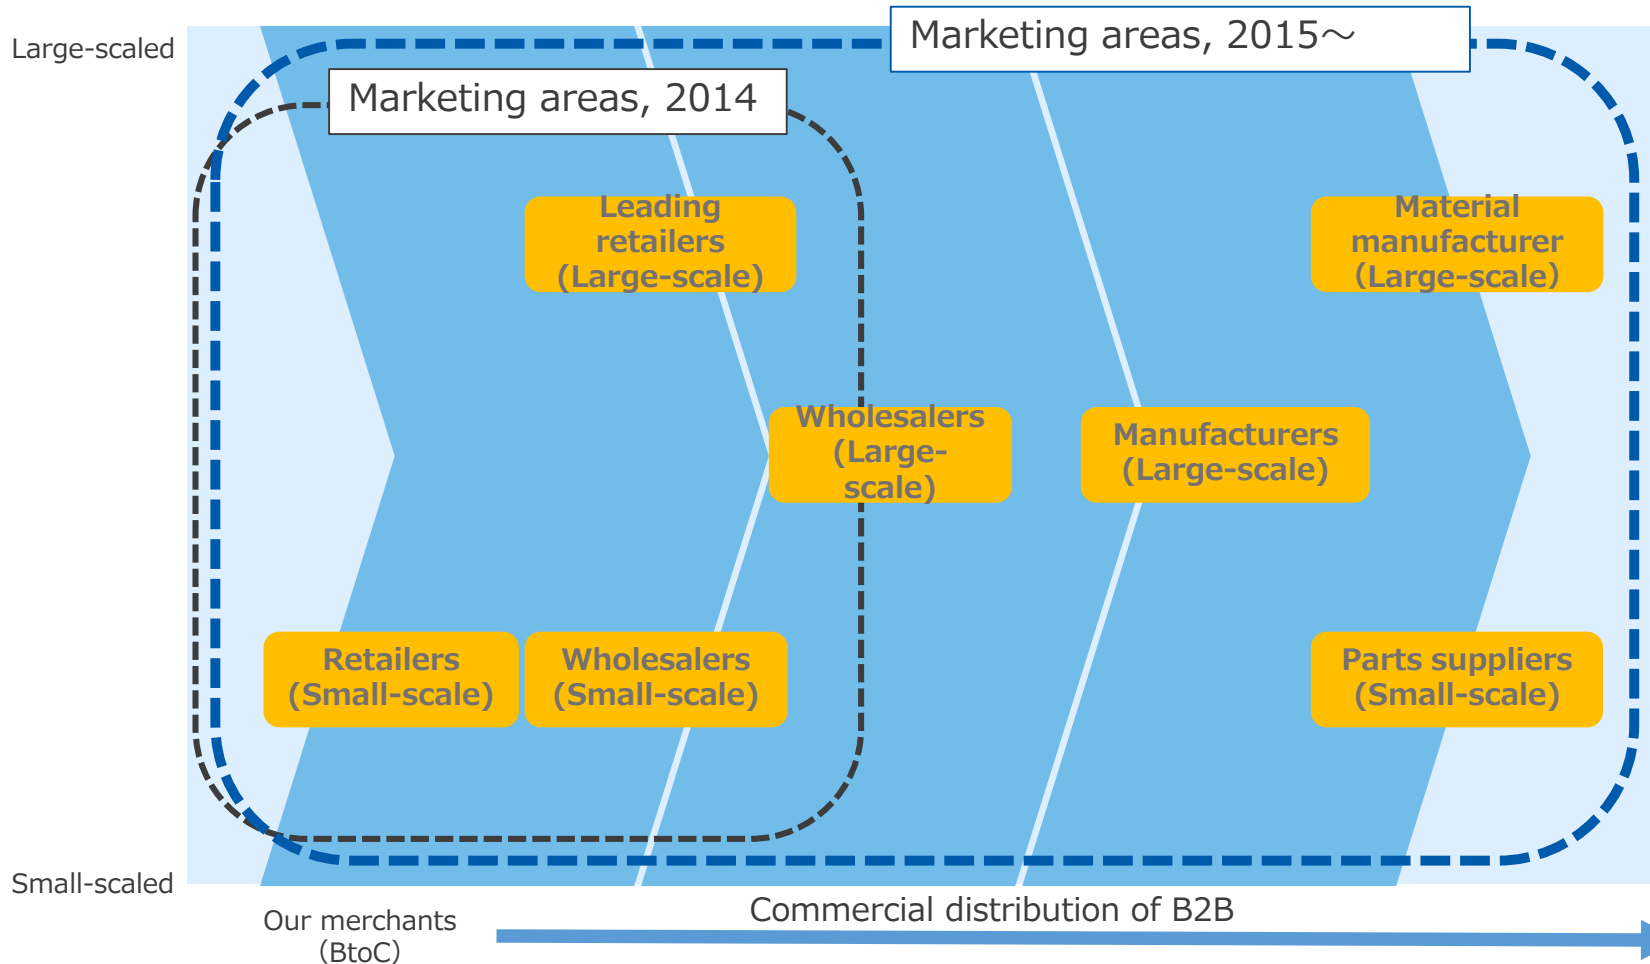 Large-scaled
Marketing areas, 2015～
Marketing areas, 2014
Leading
retailers
(Large-scale)
Material
manufacturer
（Large-scale）
Wholesalers
(Large-
scale)
Manufacturers
(Large-scale)
Retailers
(Small-scale)
Wholesalers
(Small-scale)
Parts suppliers
(Small-scale)
Small-scaled
Our merchants
（BtoC）
Commercial distribution of B2B